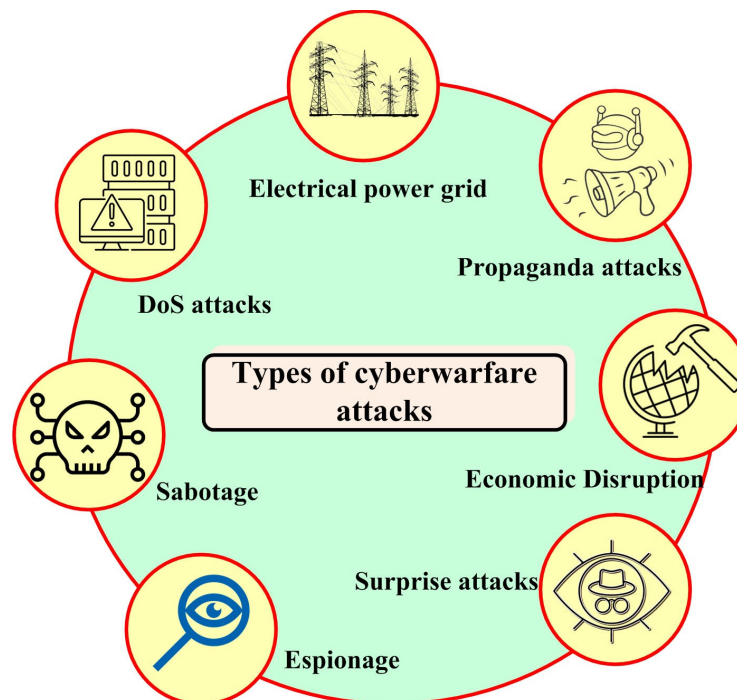 Electrical power grid
Propaganda attacks
DoS attacks
Types of cyberwarfare
attacks
Sabotage
Economic Disruption
Surprise attacks
Espionage